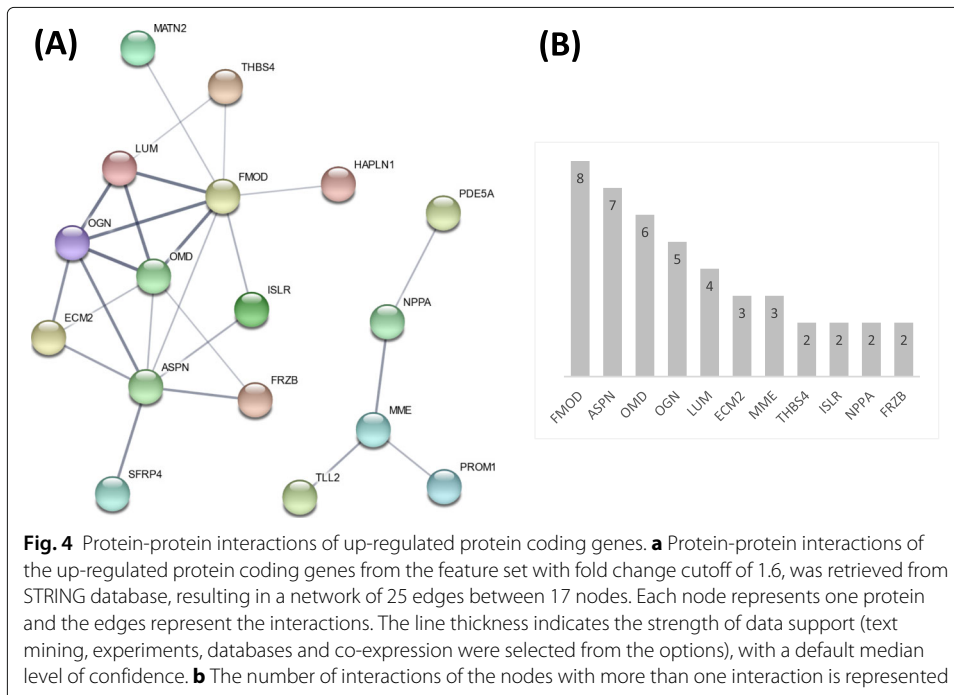 (A)
(B)
MATN2
THBS4
LUM
FMOD
HAPLN1
PDE5A
OGN
OMD
ISLR
NPPA
ECM2
ASPN
FRZB
MME
SFRP4
TLL2
PROM1
8
7
6
5
4
3
3
2
2
2
2
FMOD
ASPN
OMD
OGN
LUM
ECM2
MME
THBS4
ISLR
NPPA
FRZB
Fig. 4 Protein-protein interactions of up-regulated protein coding genes. a Protein-protein interactions of
the up-regulated protein coding genes from the feature set with fold change cutoff of 1.6, was retrieved from
STRING database, resulting in a network of 25 edges between 17 nodes. Each node represents one protein
and the edges represent the interactions. The line thickness indicates the strength of data support (text
mining, experiments, databases and co-expression were selected from the options), with a default median
level of confidence. b The number of interactions of the nodes with more than one interaction is represented